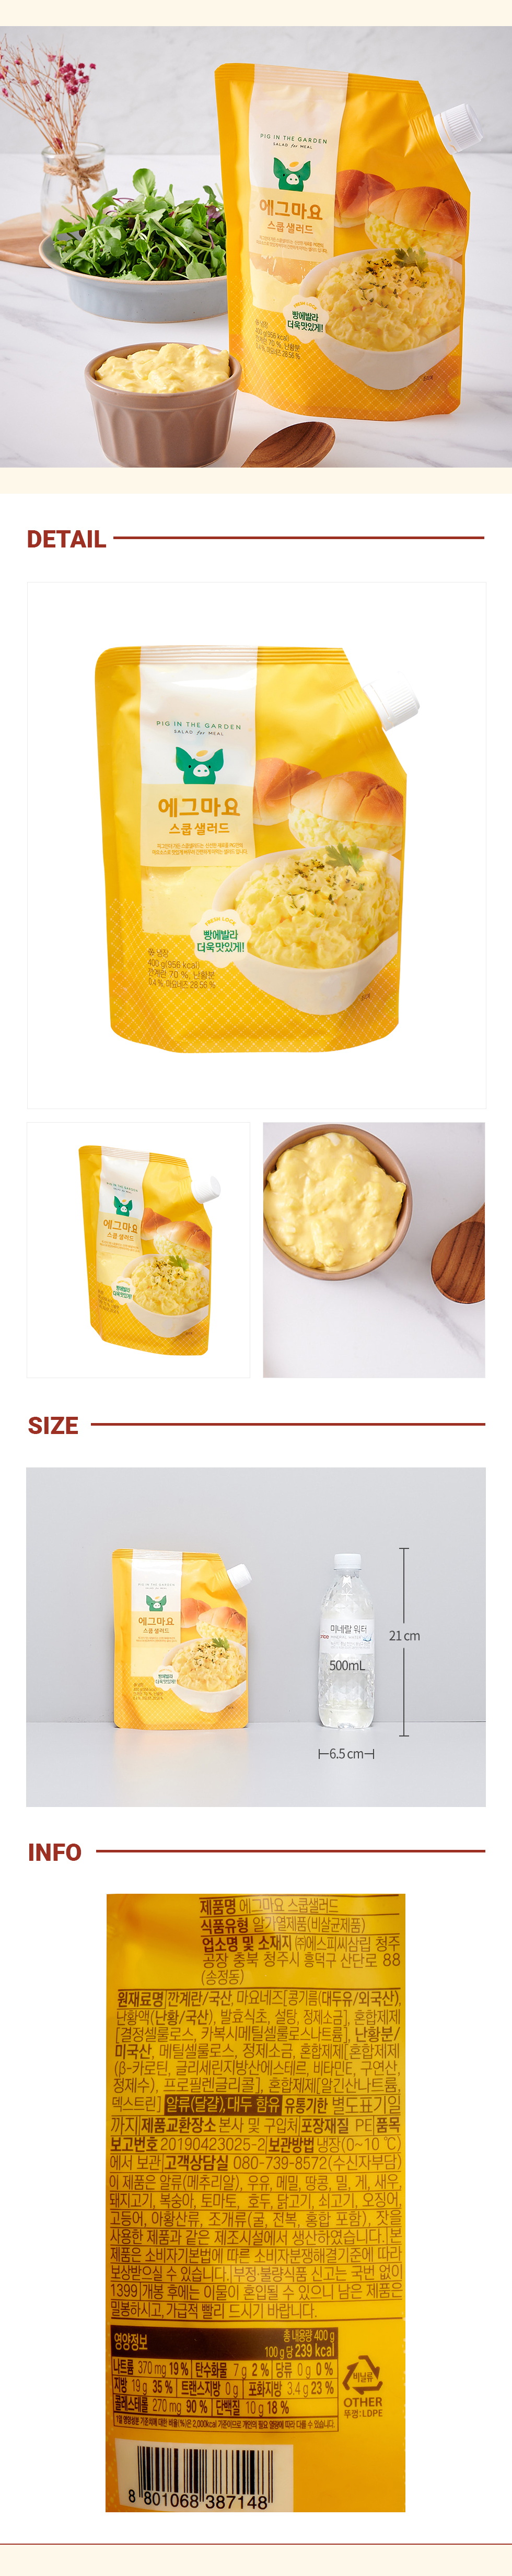 PIG IN THE GARDEN
SALAD for MEAL
에그마요
스쿱 샐러드
FRESH LOCK
빵에발라
더욱맛있게!
DETAIL
PIG IN THE GARDEN
SALAD for MEAL
에그마요
스쿱 샐러드
빵에발라
더욱맛있게!
냉장
400 g(956 kcal)
깐계란 70 %, 난황분
0.4 %, 마요네즈 28.56 %
에그마요
스쿱 샐러드
빵에발라
더욱맛있게!
SIZE
PIG IN THE GARDEN
에그마요
스쿱 샐러드
빵에발라
더욱맛있게!
미네랄 워터
500mL
21cm
6.5cm
INFO
제품명 에그마요 스쿱샐러드
식품유형 알가열제품(비살균제품)
업소명 및 소재지 ㈜에스피씨삼립 청주
공장 충북 청주시 흥덕구 산단로 88
(송정동)
원재료명 깐계란/국산, 마요네즈[콩기름(대두유/외국산),
난황액(난황/국산), 발효식초, 설탕, 정제소금], 혼합제제
[결정셀룰로스, 카복시메틸셀룰로스나트륨], 난황분/
미국산, 메틸셀룰로스, 정제소금, 혼합제제[혼합제제
(β-카로틴, 글리세린지방산에스테르, 비타민E, 구연산,
정제수), 프로필렌글리콜], 혼합제제[알긴산나트륨,
덱스트린] 알류(달걀),대두 함유 유통기한 별도표기일
까지 제품교환장소 본사 및 구입처 포장재질 PE 품목
보고번호 20190423025-2 보관방법 냉장(0~10 ℃)
에서 보관 고객상담실 080-739-8572(수신자부담)
이 제품은 알류(메추리알), 우유, 메밀, 땅콩, 밀, 게, 새우,
돼지고기, 복숭아, 토마토, 호두, 닭고기, 쇠고기, 오징어,
고등어, 아황산류, 조개류(굴, 전복, 홍합 포함), 잣을
사용한 제품과 같은 제조시설에서 생산하였습니다 본
제품은 소비자기본법에 따른 소비자분쟁해결기준에 따라
보상받으실 수 있습니다 부정·불량식품 신고는 국번 없이
1399 개봉 후에는 이물이 혼입될 수 있으니 남은 제품은
밀봉하시고,가급적 빨리 드시기 바랍니다.
영양정보
총 내용량 400 g
100 g당 239 kcal
나트륨 370 mg 19 % 탄수화물 7 g 2 % 당류 0 g 0 %
지방 19 g 35 % 트랜스지방 0 g 포화지방 3.4 g 23 %
콜레스테롤 270 mg 90 % 단백질 10 g 18 %
1일 영양성분 기준치에 대한 비율(%)은 2,000kcal 기준이므로 개인의 필요 열량에 따라 다를 수 있습니다.
비닐류
OTHER
뚜껑:LDPE
8 801068 387148